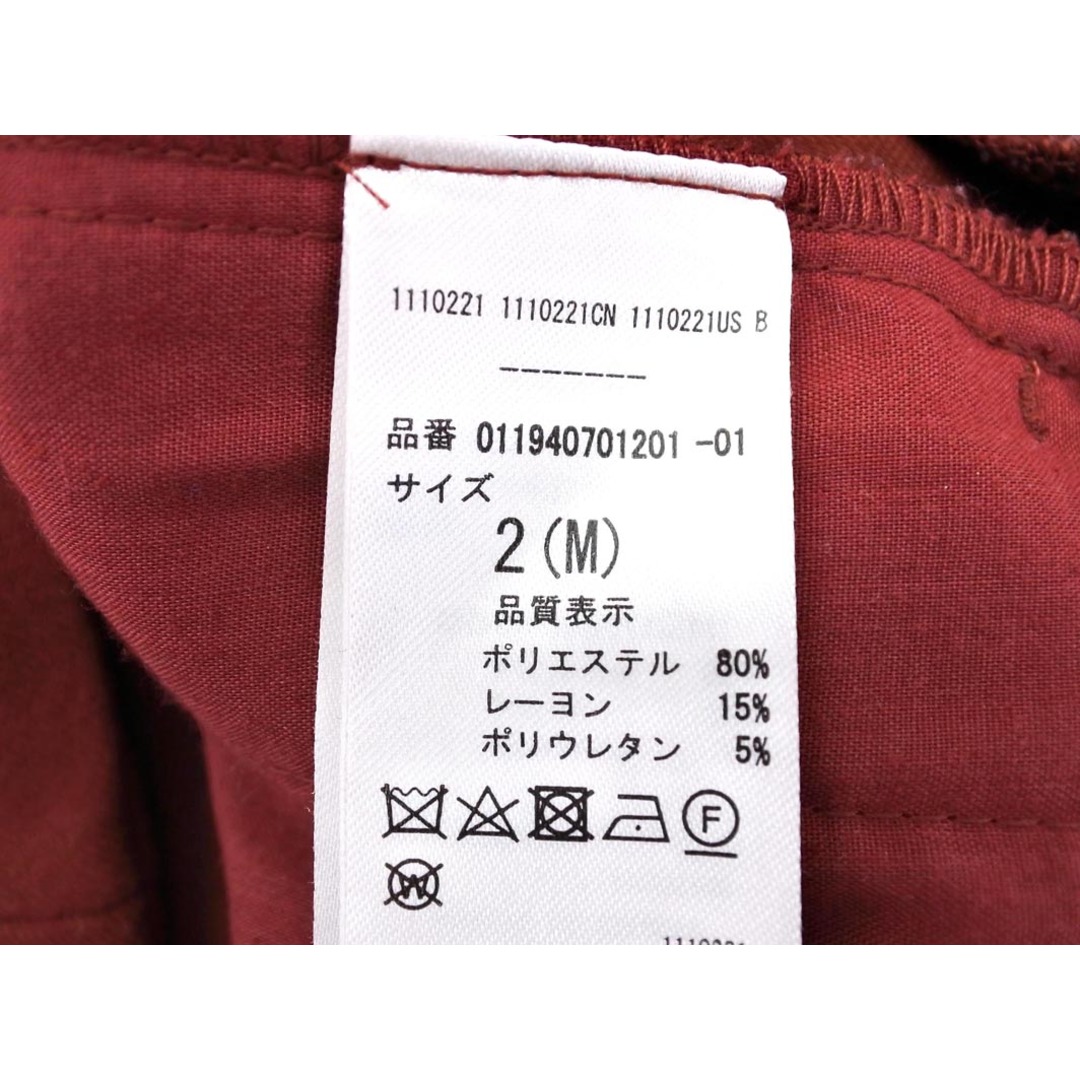 1110221 1110221CN 1110221US B
-------
品番 011940701201 -01
サイズ
2(M)
品質表示
ポリエステル 80%
レーヨン 15%
ポリウレタン 5%
F
W